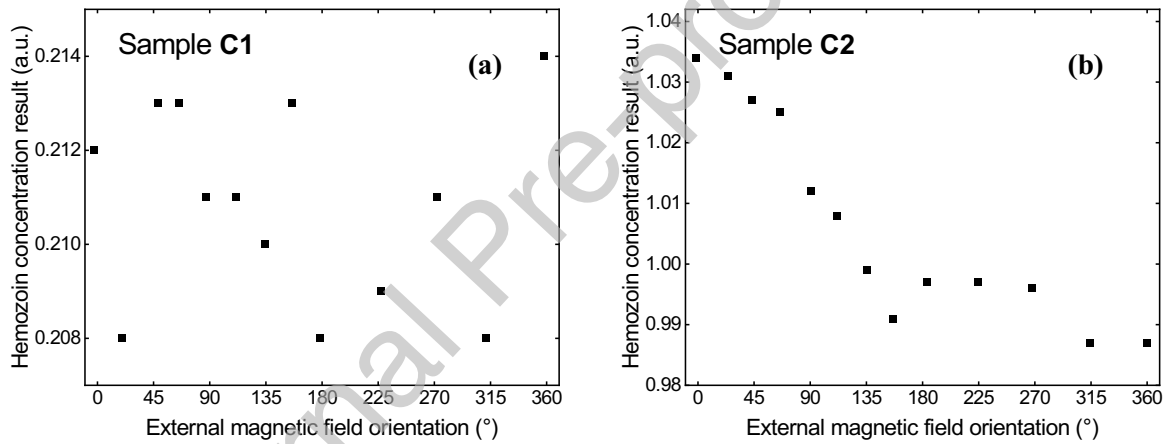 Sample C1
(a)
Hemozoin concentration result (a.u.)
0.214
0.212
0.210
0.208
0 45 90 135 180 225 270 315 360
External magnetic field orientation (°)
Sample C2
(b)
Hemozoin concentration result (a.u.)
1.04
1.03
1.02
1.01
1.00
0.99
0.98
0 45 90 135 180 225 270 315 360
External magnetic field orientation (°)
nal Pre-pro